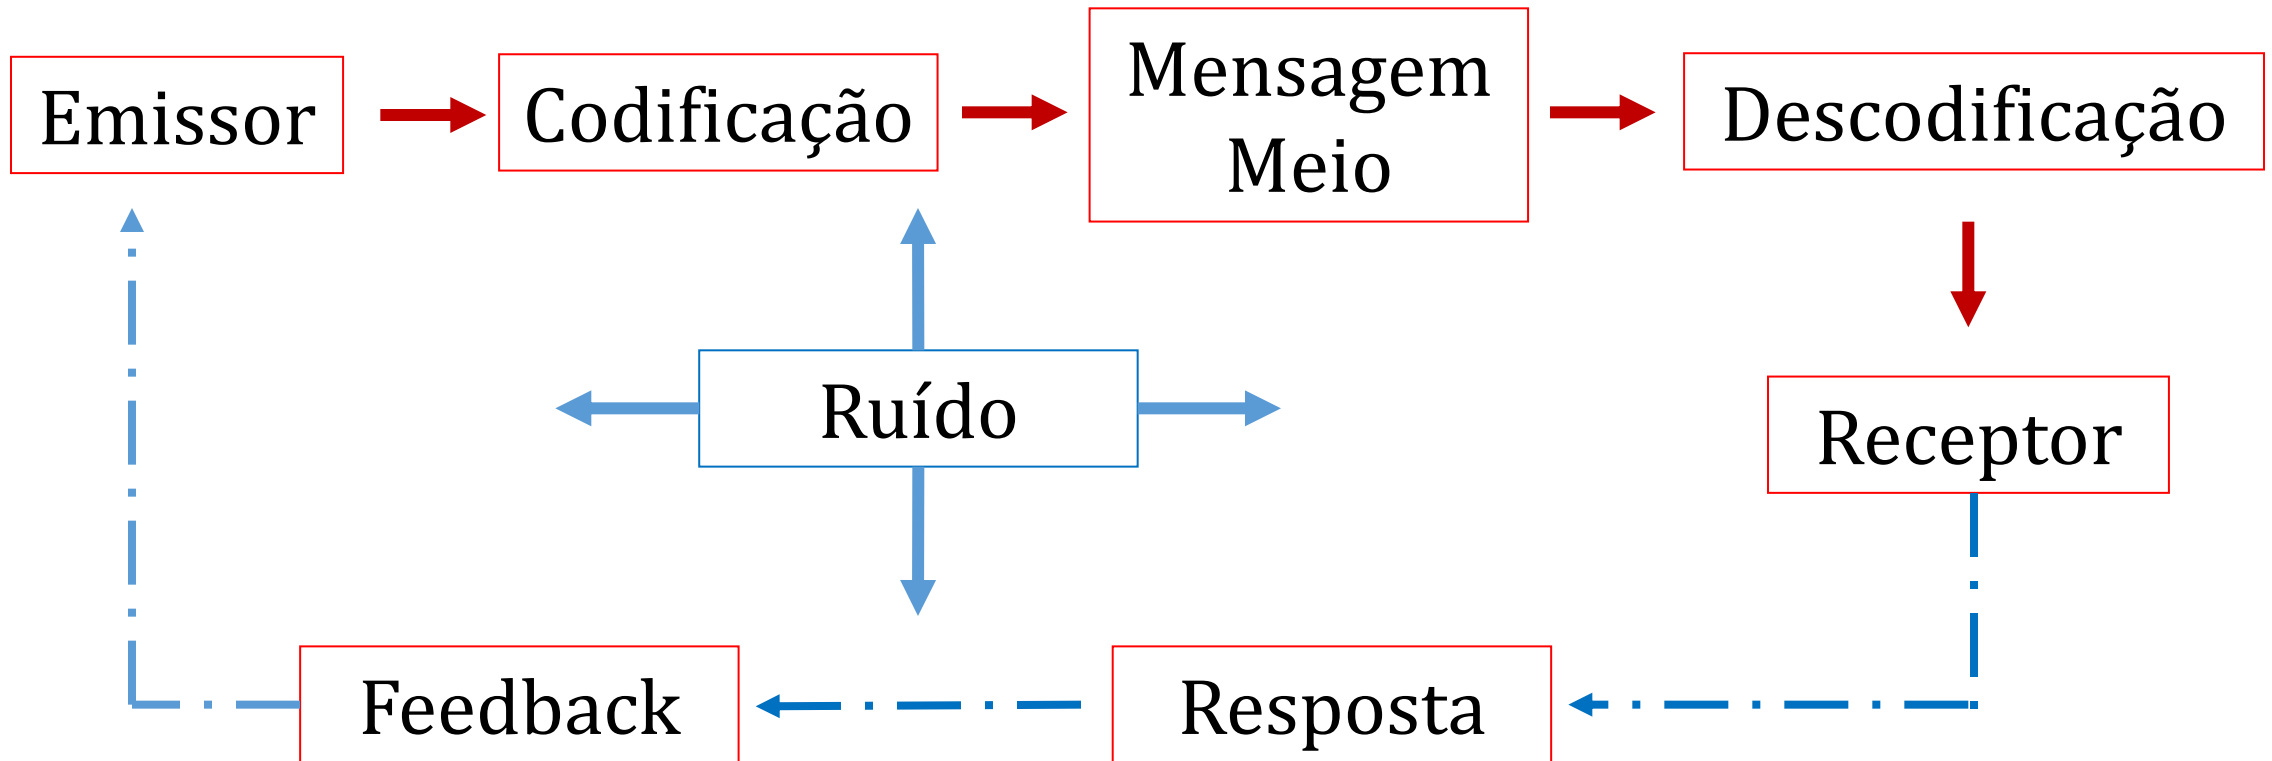 Emissor
Codificação
Mensagem
Meio
Descodificação
Ruído
Receptor
Feedback
Resposta